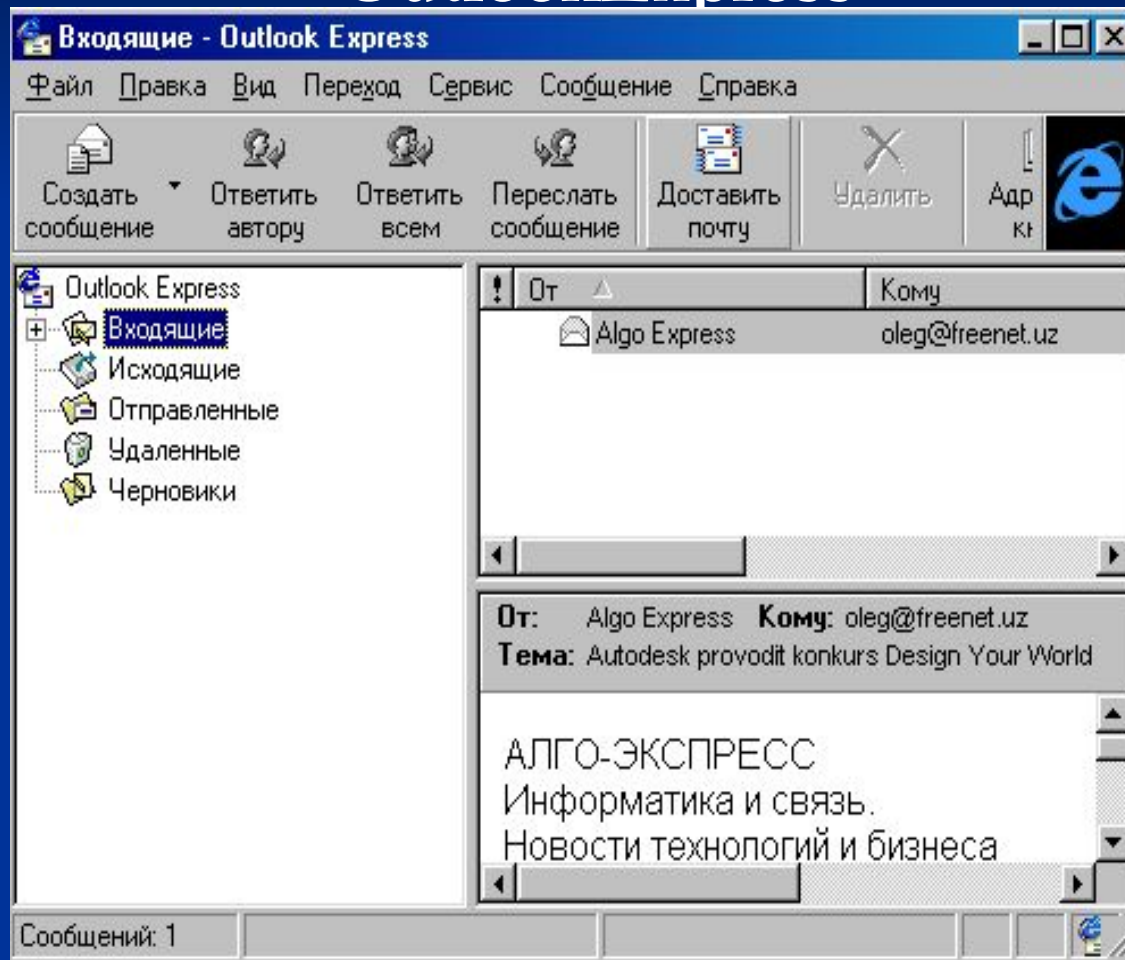 Входящие - Outlook Express
Файл Правка Вид Переход Сервис Сообщение Справка
Создать сообщение
Ответить автору
Ответить всем
Переслать сообщение
Доставить почту
Удалить
Outlook Express
Входящие
Исходящие
Отправленные
Удаленные
Черновики
! От Кому
Algo Express oleg@freenet.uz
От: Algo Express Кому: oleg@freenet.uz
Тема: Autodesk provodit konkurs Design Your World
АЛГО-ЭКСПРЕСС
Информатика и связь.
Новости технологий и бизнеса
Сообщений: 1